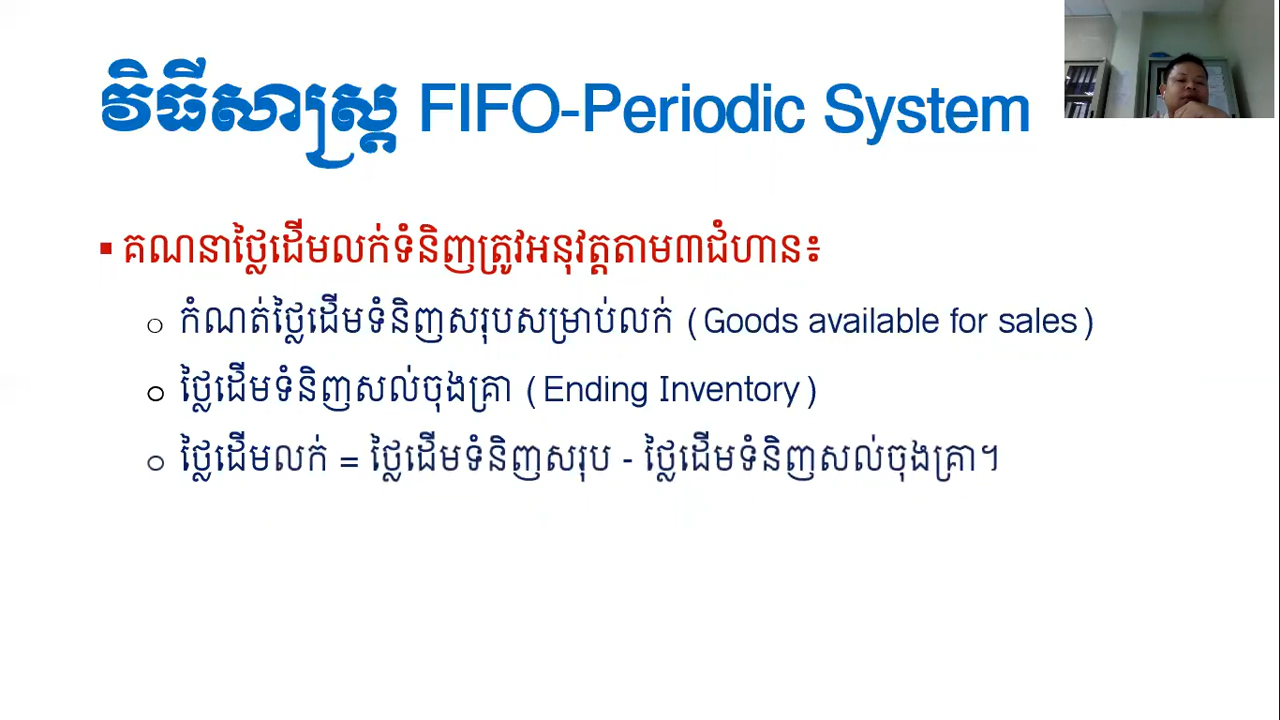 វិធីសាស្ត្រ FIFO-Periodic System
▪ គណនាថ្លៃដើមលក់ទំនិញត្រូវអនុវត្តតាម៣ជំហាន៖
○ កំណត់ថ្លៃដើមទំនិញសរុបសម្រាប់លក់ (Goods available for sales)
○ ថ្លៃដើមទំនិញសល់ចុងគ្រា (Ending Inventory)
○ ថ្លៃដើមលក់ = ថ្លៃដើមទំនិញសរុប - ថ្លៃដើមទំនិញសល់ចុងគ្រា។